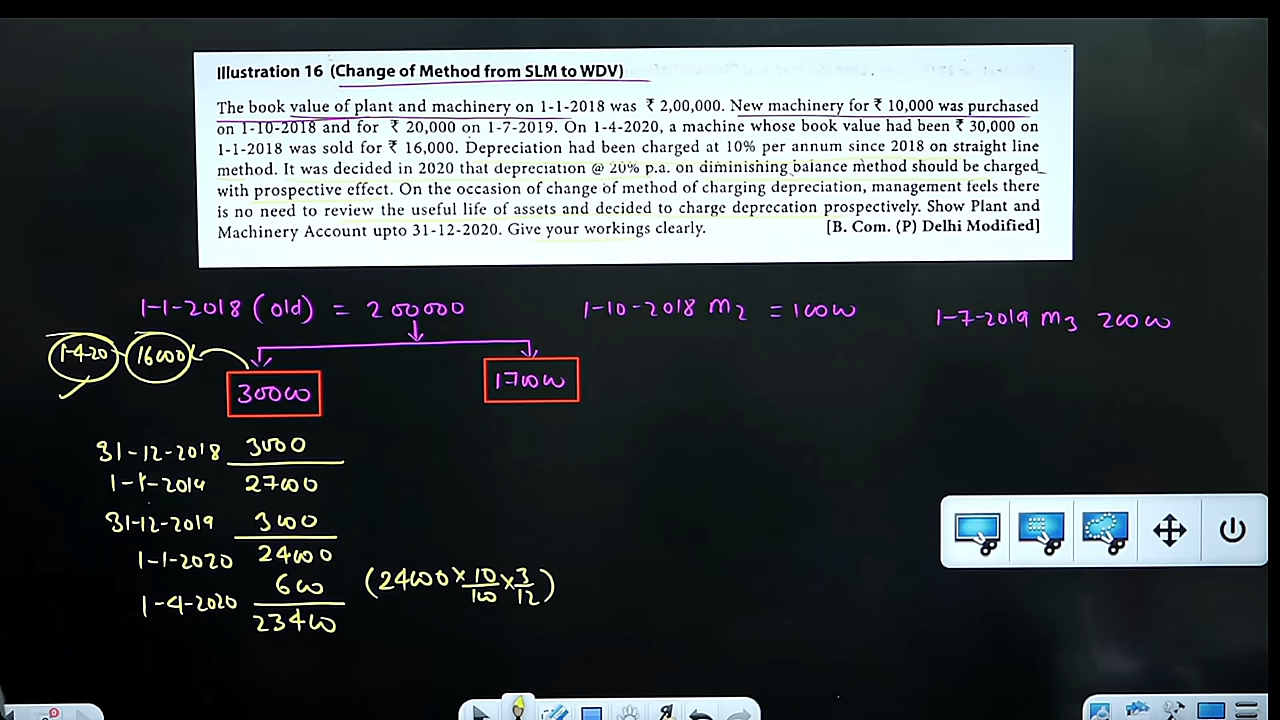 Illustration 16 (Change of Method from SLM to WDV)
The book value of plant and machinery on 1-1-2018 was ₹ 2,00,000. New machinery for ₹ 10,000 was purchased
on 1-10-2018 and for ₹ 20,000 on 1-7-2019. On 1-4-2020, a machine whose book value had been ₹ 30,000 on
1-1-2018 was sold for ₹ 16,000. Depreciation had been charged at 10% per annum since 2018 on straight line
method. It was decided in 2020 that depreciation @ 20% p.a. on diminishing balance method should be charged
with prospective effect. On the occasion of change of method of charging depreciation, management feels there
is no need to review the useful life of assets and decided to charge deprecation prospectively. Show Plant and
Machinery Account upto 31-12-2020. Give your workings clearly. [B. Com. (P) Delhi Modified]
1-1-2018 (old) = 200000 1-10-2018 M2 = 10000 1-7-2019 M3 20000
1-4-20 16000
30000 170000
31-12-2018 3000
1-1-2019 27000
31-12-2019 3000
1-1-2020 24000
1-4-2020 600 (24000 × 10/100 × 3/12)
23400